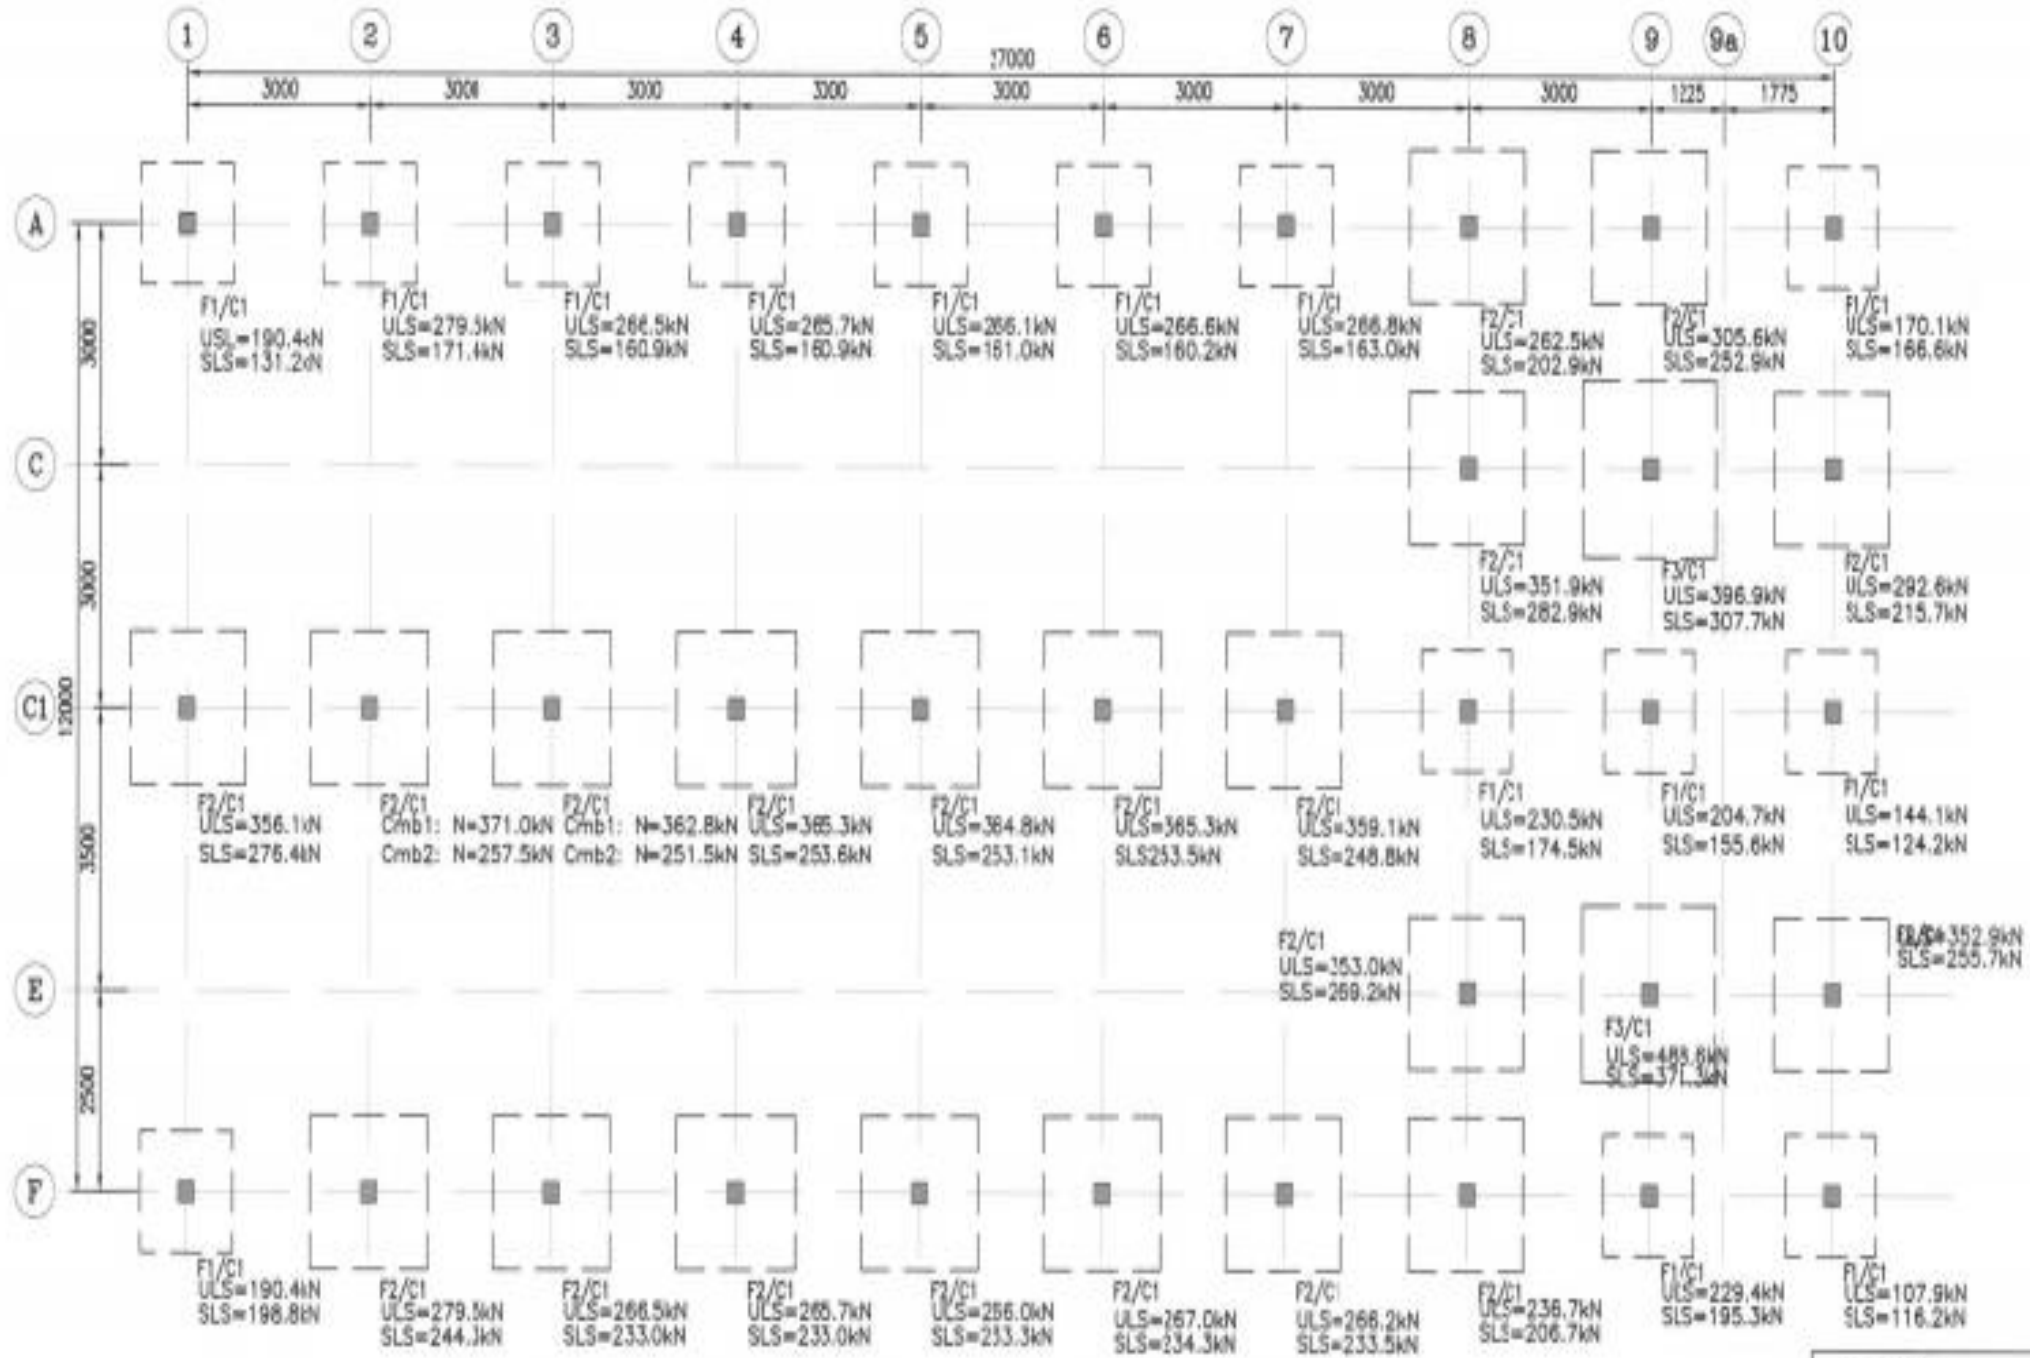 1 2 3 4 5 6 7 8 9 9a 10
27000
3000 3000 3000 3000 3000 3000 3000 3000 1225 1775
A
3000
F1/C1
USL=190.4kN
SLS=131.2kN
F1/C1
ULS=279.5kN
SLS=171.4kN
F1/C1
ULS=266.5kN
SLS=160.9kN
F1/C1
ULS=265.7kN
SLS=160.9kN
F1/C1
ULS=266.1kN
SLS=161.0kN
F1/C1
ULS=266.6kN
SLS=160.2kN
F1/C1
ULS=266.8kN
SLS=163.0kN
F2/C1
ULS=262.5kN
SLS=202.9kN
F2/C1
ULS=305.6kN
SLS=252.9kN
F1/C1
ULS=170.1kN
SLS=166.6kN
C
3000
F2/C1
ULS=351.9kN
SLS=282.9kN
F3/C1
ULS=396.9kN
SLS=307.7kN
F2/C1
ULS=292.6kN
SLS=215.7kN
C1
12000
3500
F2/C1
ULS=356.1kN
SLS=276.4kN
F2/C1
Cmb1: N=371.0kN
Cmb2: N=257.5kN
F2/C1
Cmb1: N=362.8kN
Cmb2: N=251.5kN
F2/C1
ULS=365.3kN
SLS=253.6kN
F2/C1
ULS=364.8kN
SLS=253.1kN
F2/C1
ULS=365.3kN
SLS253.5kN
F2/C1
ULS=359.1kN
SLS=248.8kN
F1/C1
ULS=230.5kN
SLS=174.5kN
F1/C1
ULS=204.7kN
SLS=155.6kN
F1/C1
ULS=144.1kN
SLS=124.2kN
E
2500
F2/C1
ULS=353.0kN
SLS=269.2kN
F3/C1
ULS=488.6kN
SLS=371.3kN
352.9kN
SLS=255.7kN
F
F1/C1
ULS=190.4kN
SLS=198.8kN
F2/C1
ULS=279.5kN
SLS=244.3kN
F2/C1
ULS=266.5kN
SLS=233.0kN
F2/C1
ULS=265.7kN
SLS=233.0kN
F2/C1
ULS=266.0kN
SLS=233.3kN
F2/C1
ULS=267.0kN
SLS=234.3kN
F2/C1
ULS=266.2kN
SLS=233.5kN
F2/C1
ULS=236.7kN
SLS=206.7kN
F1/C1
ULS=229.4kN
SLS=195.3kN
F1/C1
ULS=107.9kN
SLS=116.2kN